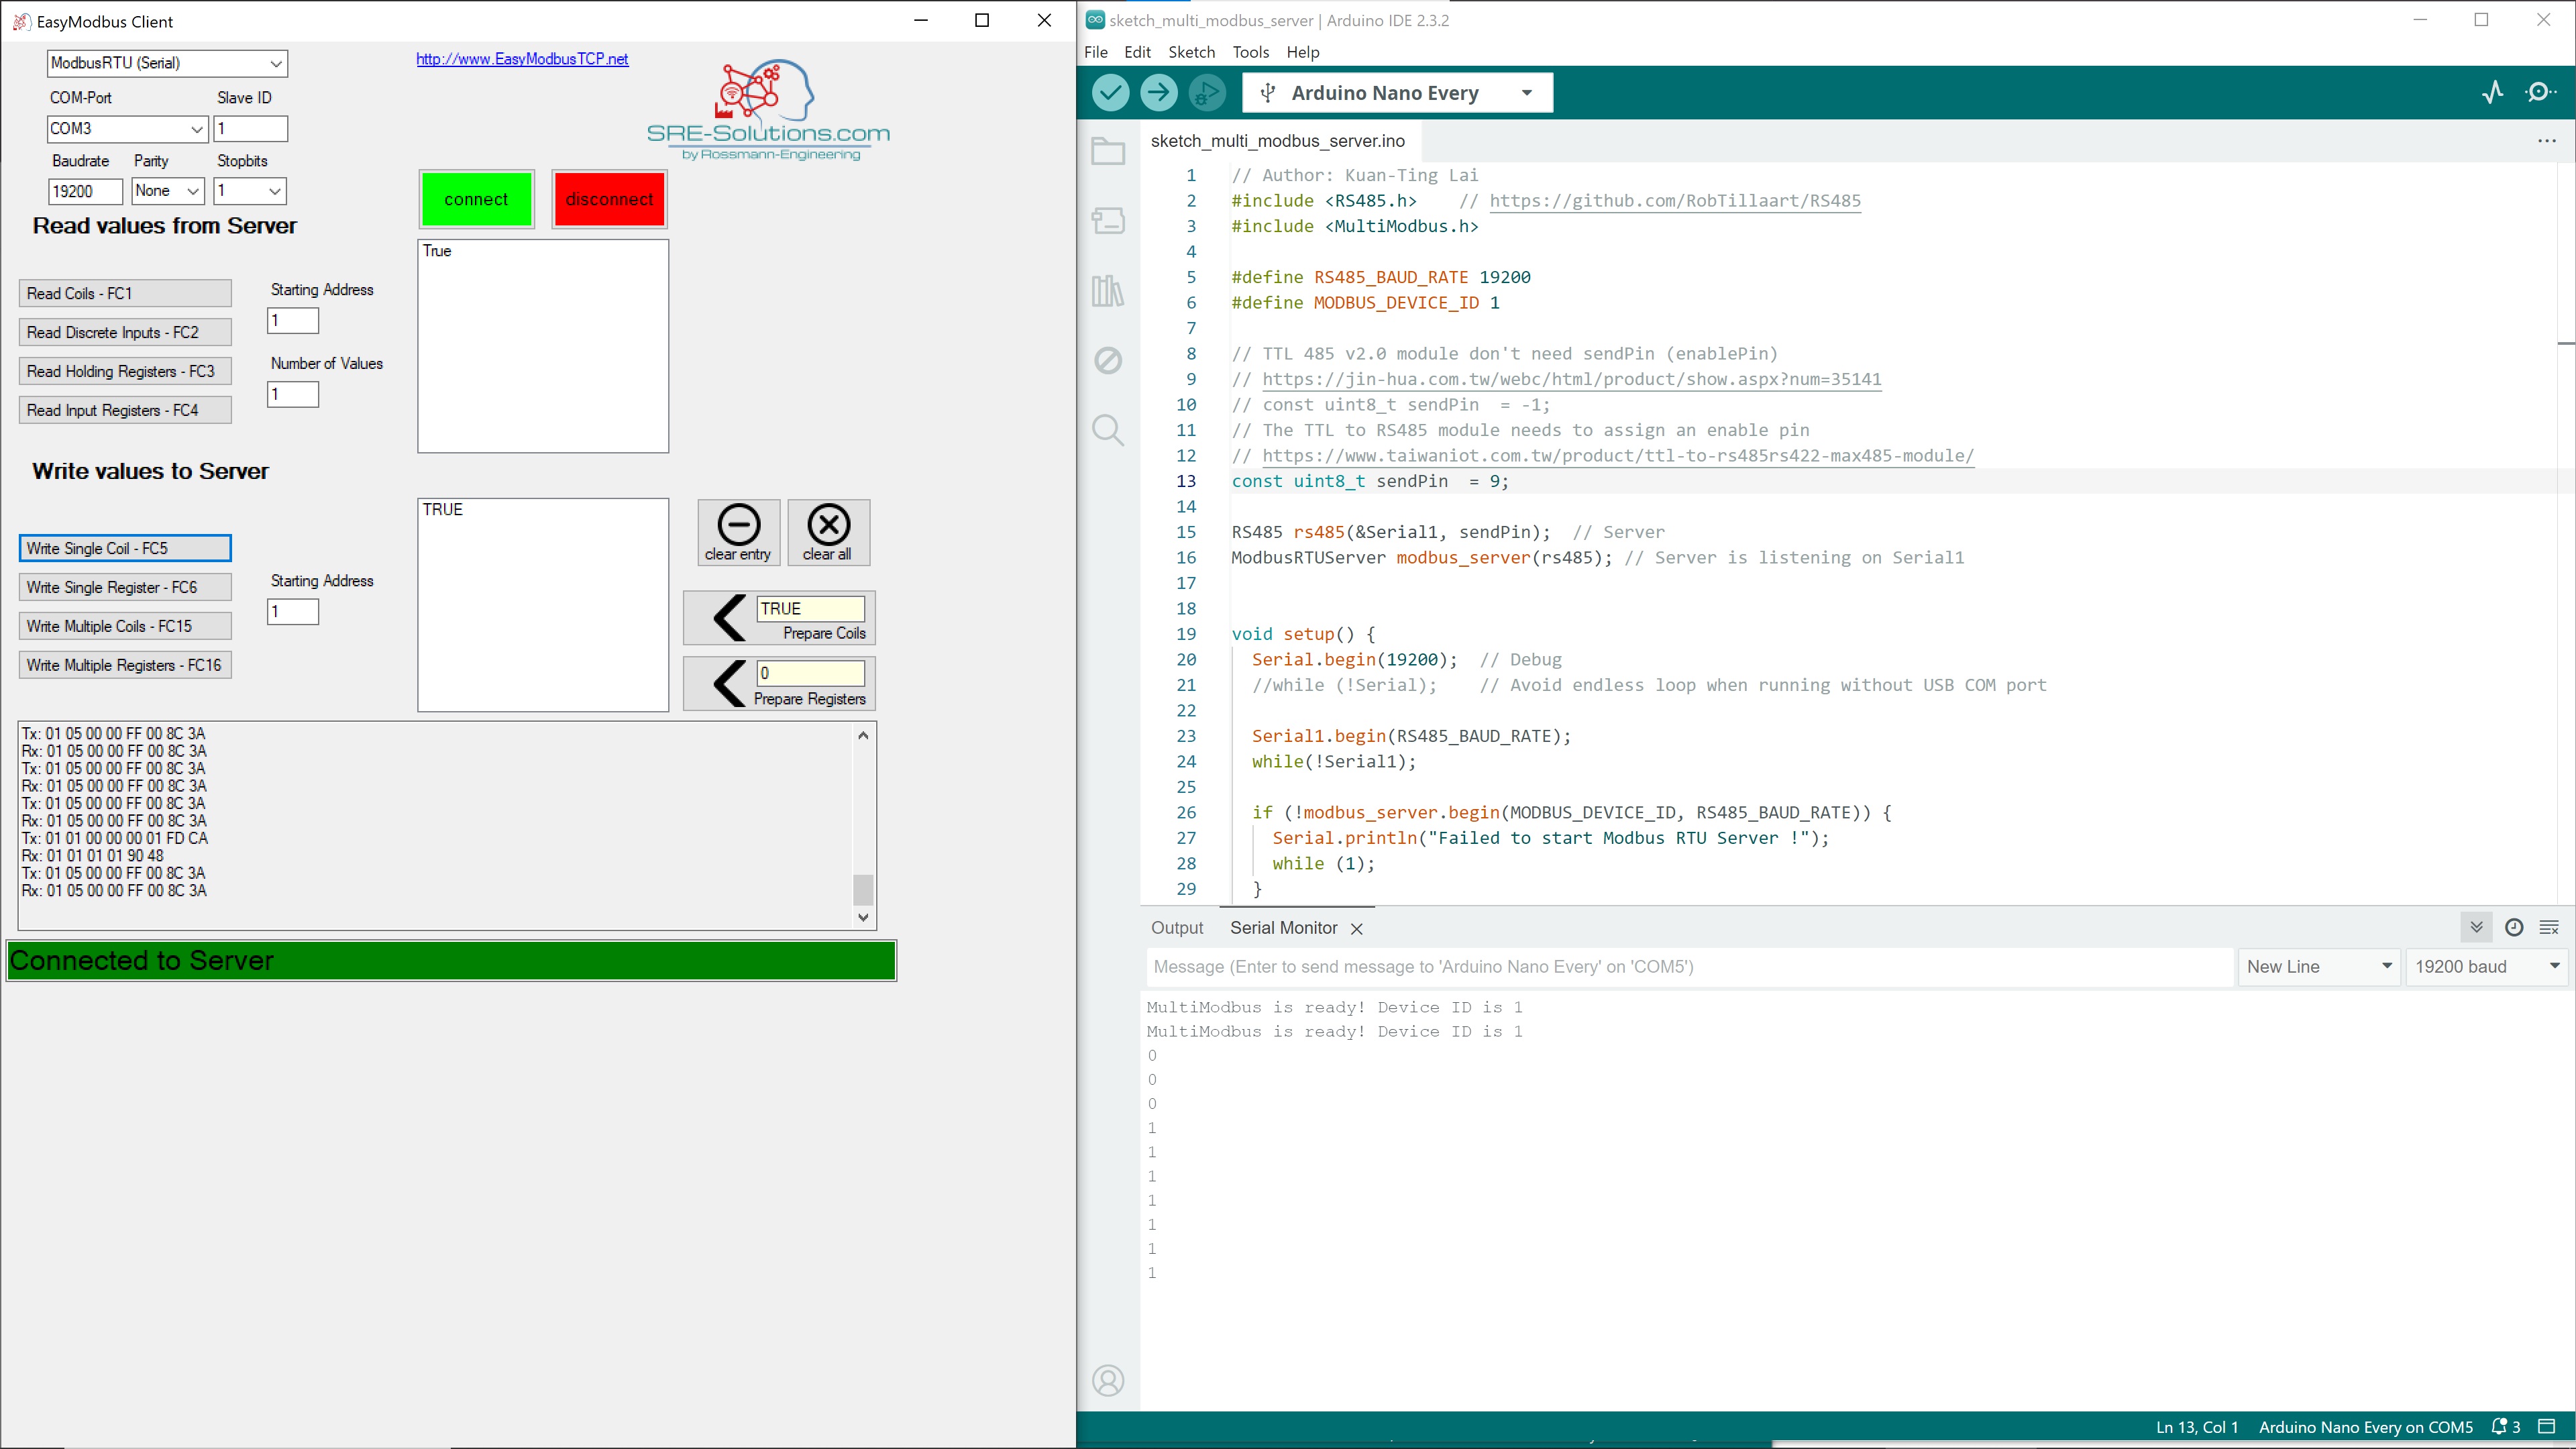 EasyModbus Client
ModbusRTU (Serial)
http://www.EasyModbusTCP.net
SRE-Solutions.com
by Rossmann-Engineering
COM-Port
Slave ID
COM3
1
Baudrate
Parity
Stopbits
19200
None
1
connect
disconnect
Read values from Server
True
Read Coils - FC1
Read Discrete Inputs - FC2
Read Holding Registers - FC3
Read Input Registers - FC4
Starting Address
1
Number of Values
1
Write values to Server
TRUE
clear entry
clear all
Write Single Coil - FC5
Write Single Register - FC6
Write Multiple Coils - FC15
Write Multiple Registers - FC16
Starting Address
1
TRUE
Prepare Coils
0
Prepare Registers
Tx: 01 05 00 00 FF 00 8C 3A
Rx: 01 05 00 00 FF 00 8C 3A
Tx: 01 05 00 00 FF 00 8C 3A
Rx: 01 05 00 00 FF 00 8C 3A
Tx: 01 05 00 00 FF 00 8C 3A
Rx: 01 05 00 00 FF 00 8C 3A
Tx: 01 01 00 00 00 01 FD CA
Rx: 01 01 01 01 90 48
Tx: 01 05 00 00 FF 00 8C 3A
Rx: 01 05 00 00 FF 00 8C 3A
Connected to Server
sketch_multi_modbus_server | Arduino IDE 2.3.2
File Edit Sketch Tools Help
Arduino Nano Every
sketch_multi_modbus_server.ino
1 // Author: Kuan-Ting Lai
2 #include <RS485.h> // https://github.com/RobTillaart/RS485
3 #include <MultiModbus.h>
4
5 #define RS485_BAUD_RATE 19200
6 #define MODBUS_DEVICE_ID 1
7
8 // TTL 485 v2.0 module don't need sendPin (enablePin)
9 // https://jin-hua.com.tw/webc/html/product/show.aspx?num=35141
10 // const uint8_t sendPin = -1;
11 // The TTL to RS485 module needs to assign an enable pin
12 // https://www.taiwaniot.com.tw/product/ttl-to-rs485rs422-max485-module/
13 const uint8_t sendPin = 9;
14
15 RS485 rs485(&Serial1, sendPin); // Server
16 ModbusRTUServer modbus_server(rs485); // Server is listening on Serial1
17
18
19 void setup() {
20 Serial.begin(19200); // Debug
21 //while (!Serial); // Avoid endless loop when running without USB COM port
22
23 Serial1.begin(RS485_BAUD_RATE);
24 while(!Serial1);
25
26 if (!modbus_server.begin(MODBUS_DEVICE_ID, RS485_BAUD_RATE)) {
27 Serial.println("Failed to start Modbus RTU Server !");
28 while (1);
29 }
Output Serial Monitor
Message (Enter to send message to 'Arduino Nano Every' on 'COM5')
New Line
19200 baud
MultiModbus is ready! Device ID is 1
MultiModbus is ready! Device ID is 1
0
0
0
1
1
1
1
1
1
1
Ln 13, Col 1 Arduino Nano Every on COM5 3